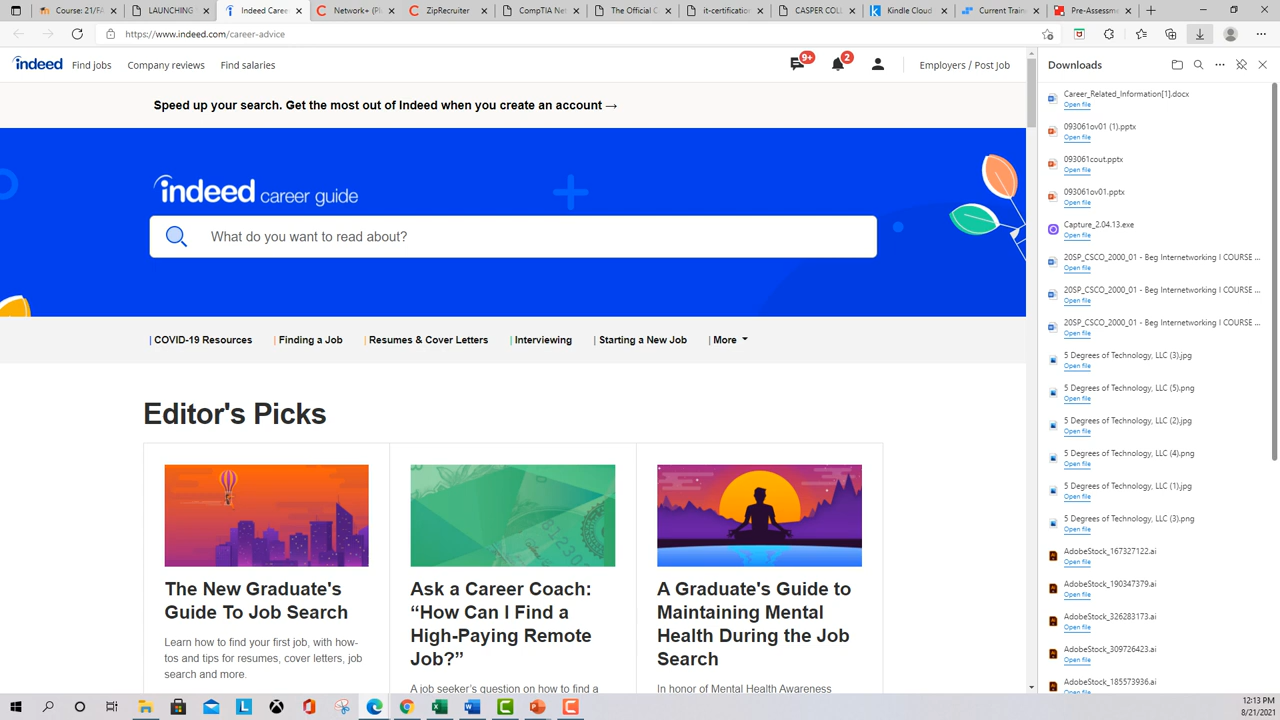 Course: 21/FA
LAUNCHING
Indeed Career
Network+ (Pl
ZipRecruiter
CompTIA Net
The Official C
it-certification
CASPER COLL
Kindle Cloud
Current Train
Pre-Assessme
https://www.indeed.com/career-advice
indeed
Find jobs
Company reviews
Find salaries
9+
2
Employers / Post Job
Speed up your search. Get the most out of Indeed when you create an account →
indeed career guide
What do you want to read about?
COVID-19 Resources
Finding a Job
Resumes & Cover Letters
Interviewing
Starting a New Job
More
Editor's Picks
The New Graduate's
Guide To Job Search
Learn how to find your first job, with how-
tos and tips for resumes, cover letters, job
search and more.
Ask a Career Coach:
“How Can I Find a
High-Paying Remote
Job?”
A job seeker's question on how to find a
A Graduate's Guide to
Maintaining Mental
Health During the Job
Search
In honor of Mental Health Awareness
Downloads
Career_Related_Information[1].docx
Open file
093061ov01 (1).pptx
Open file
093061cout.pptx
Open file
093061ov01.pptx
Open file
Capture_2.04.13.exe
Open file
20SP_CSCO_2000_01 - Beg Internetworking I COURSE ...
Open file
20SP_CSCO_2000_01 - Beg Internetworking I COURSE ...
Open file
20SP_CSCO_2000_01 - Beg Internetworking I COURSE ...
Open file
5 Degrees of Technology, LLC (3).jpg
Open file
5 Degrees of Technology, LLC (5).png
Open file
5 Degrees of Technology, LLC (2).jpg
Open file
5 Degrees of Technology, LLC (4).png
Open file
5 Degrees of Technology, LLC (1).jpg
Open file
5 Degrees of Technology, LLC (3).png
Open file
AdobeStock_167327122.ai
Open file
AdobeStock_190347379.ai
Open file
AdobeStock_326283173.ai
Open file
AdobeStock_309726423.ai
Open file
AdobeStock_185573936.ai
Open file
12:13 PM
8/21/2021